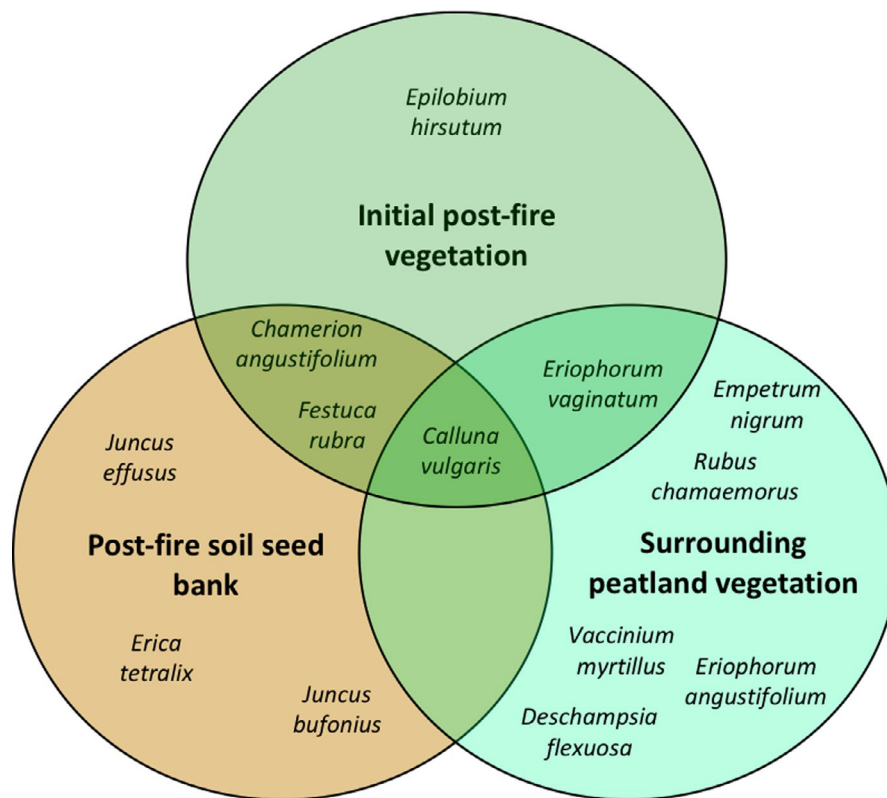 Epilobium
hirsutum
Initial post-fire
vegetation
Chamerion
angustifolium
Festuca
rubra
Calluna
vulgaris
Eriophorum
vaginatum
Empetrum
nigrum
Rubus
chamaemorus
Juncus
effusus
Post-fire soil seed
bank
Erica
tetralix
Juncus
bufonius
Surrounding
peatland vegetation
Vaccinium
myrtillus
Eriophorum
angustifolium
Deschampsia
flexuosa